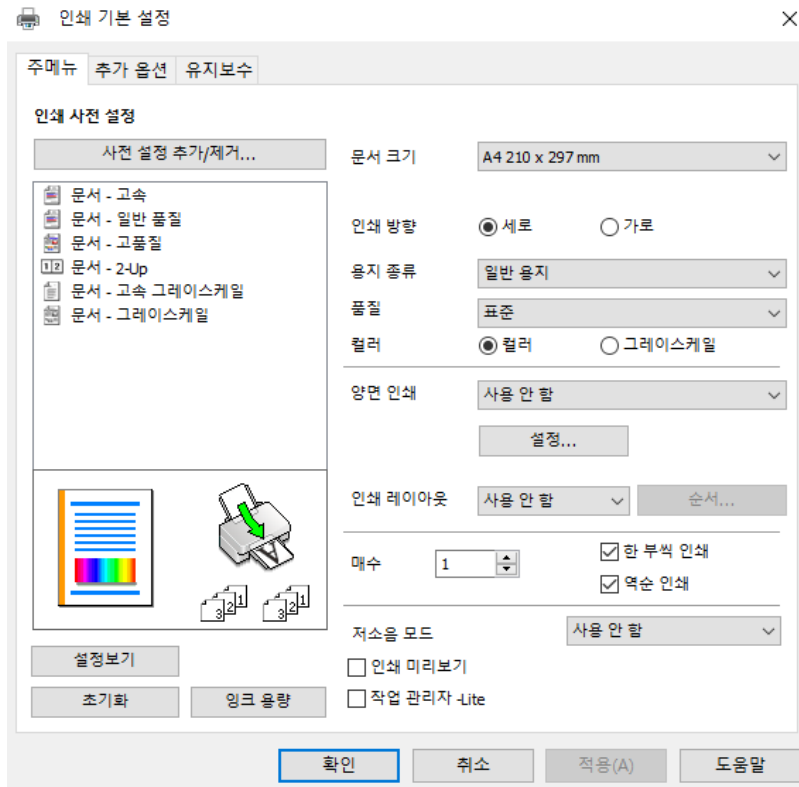 인쇄 기본 설정
주메뉴 추가 옵션 유지보수
인쇄 사전 설정
사전 설정 추가/제거...
문서 - 고속
문서 - 일반 품질
문서 - 고품질
1 2 문서 - 2-Up
문서 - 고속 그레이스케일
문서 - 그레이스케일
3 2 1 3 2 1
설정보기
초기화 잉크 용량
문서 크기 A4 210 x 297 mm
인쇄 방향 세로 가로
용지 종류 일반 용지
품질 표준
컬러 컬러 그레이스케일
양면 인쇄 사용 안 함
설정...
인쇄 레이아웃 사용 안 함 순서...
매수 1 한 부씩 인쇄
역순 인쇄
저소음 모드 사용 안 함
인쇄 미리보기
작업 관리자 -Lite
확인 취소 적용(A) 도움말